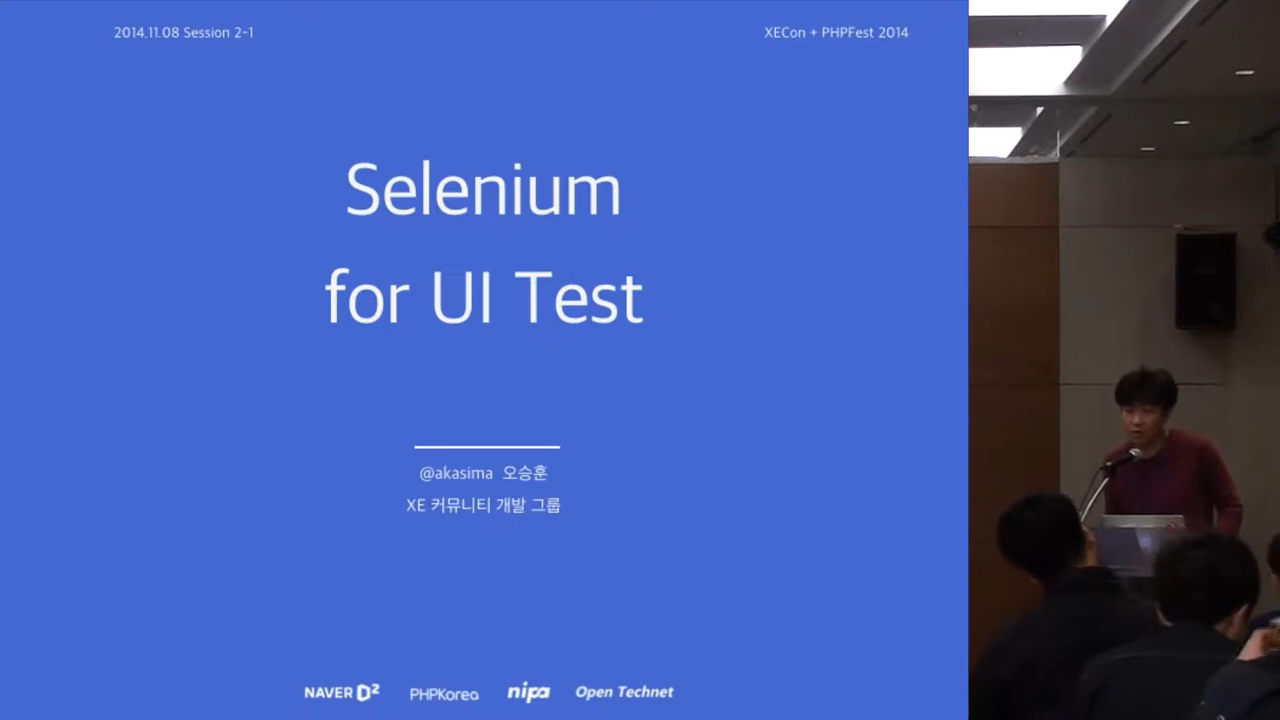 2014.11.08 Session 2-1
XECon + PHPFest 2014
Selenium
for UI Test
@akasima 오승훈
XE 커뮤니티 개발 그룹
NAVER D2 PHPKorea nipa Open Technet